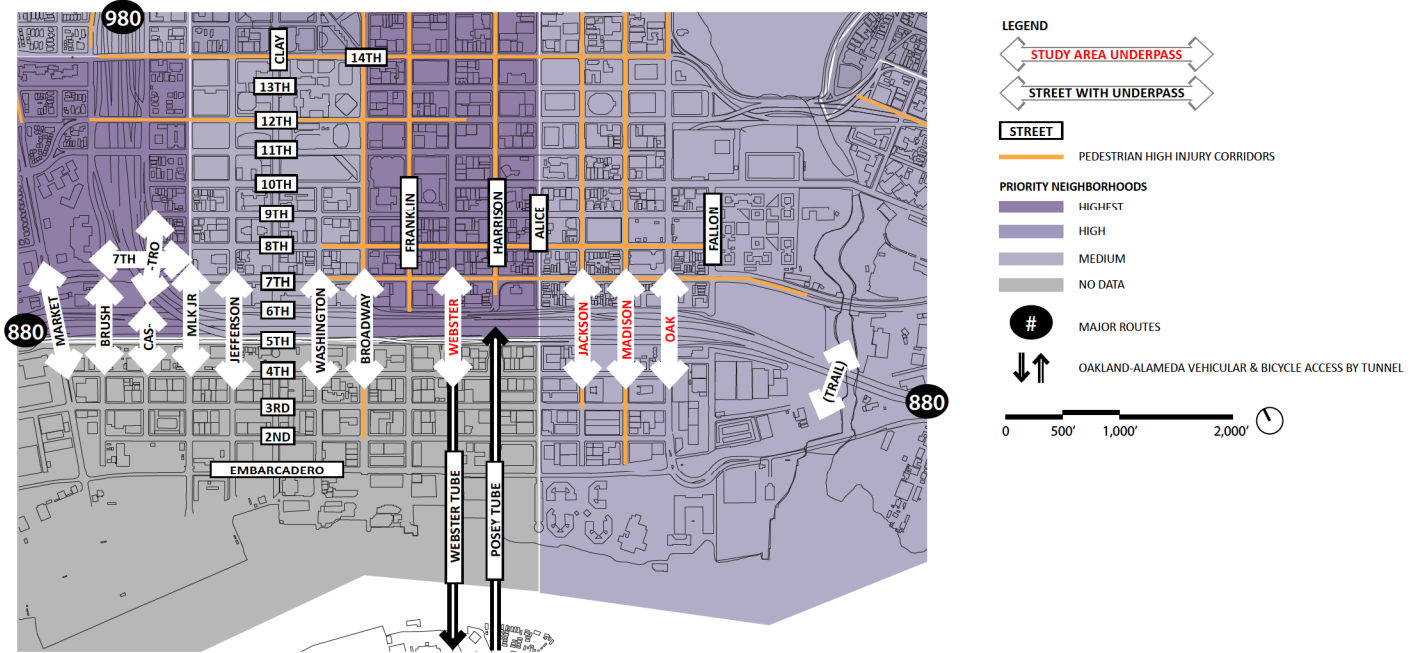 980
CLAY
14TH
13TH
12TH
11TH
10TH
9TH
8TH
7TH
6TH
5TH
4TH
3RD
2ND
EMBARCADERO
FRANKLIN
HARRISON
ALICE
FALLON
7TH
CAS-
-TRO
880
MARKET
BRUSH
MLK JR
JEFFERSON
WASHINGTON
BROADWAY
WEBSTER
JACKSON
MADISON
OAK
(TRAIL)
880
WEBSTER TUBE
POSEY TUBE
LEGEND
STUDY AREA UNDERPASS
STREET WITH UNDERPASS
STREET
PEDESTRIAN HIGH INJURY CORRIDORS
PRIORITY NEIGHBORHOODS
HIGHEST
HIGH
MEDIUM
NO DATA
#
MAJOR ROUTES
OAKLAND-ALAMEDA VEHICULAR & BICYCLE ACCESS BY TUNNEL
0 500' 1,000' 2,000'